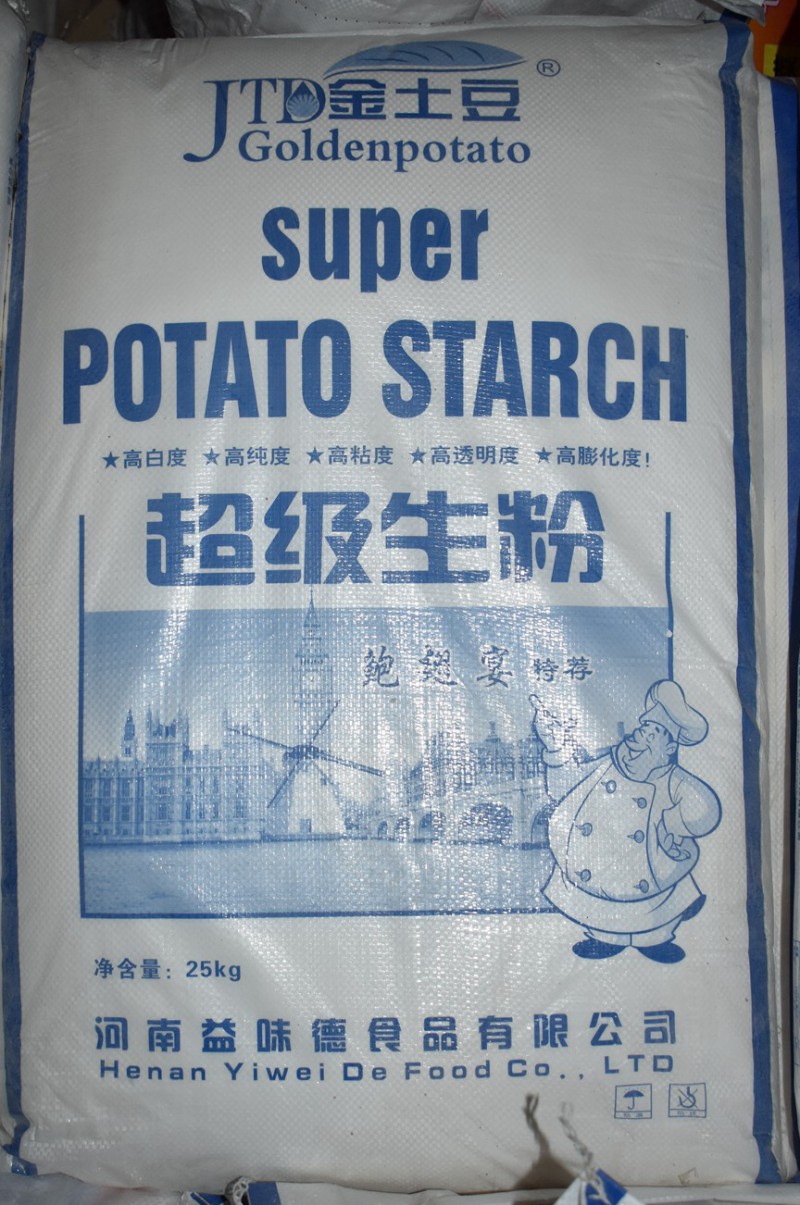 JTD金土豆®
Goldenpotato
super
POTATO STARCH
★高白度 ★高纯度 ★高粘度 ★高透明度 ★高膨化度!
超级生粉
鲍翅宴 特荐
净含量: 25kg
河南益味德食品有限公司
Henan Yiwei De Food Co., LTD